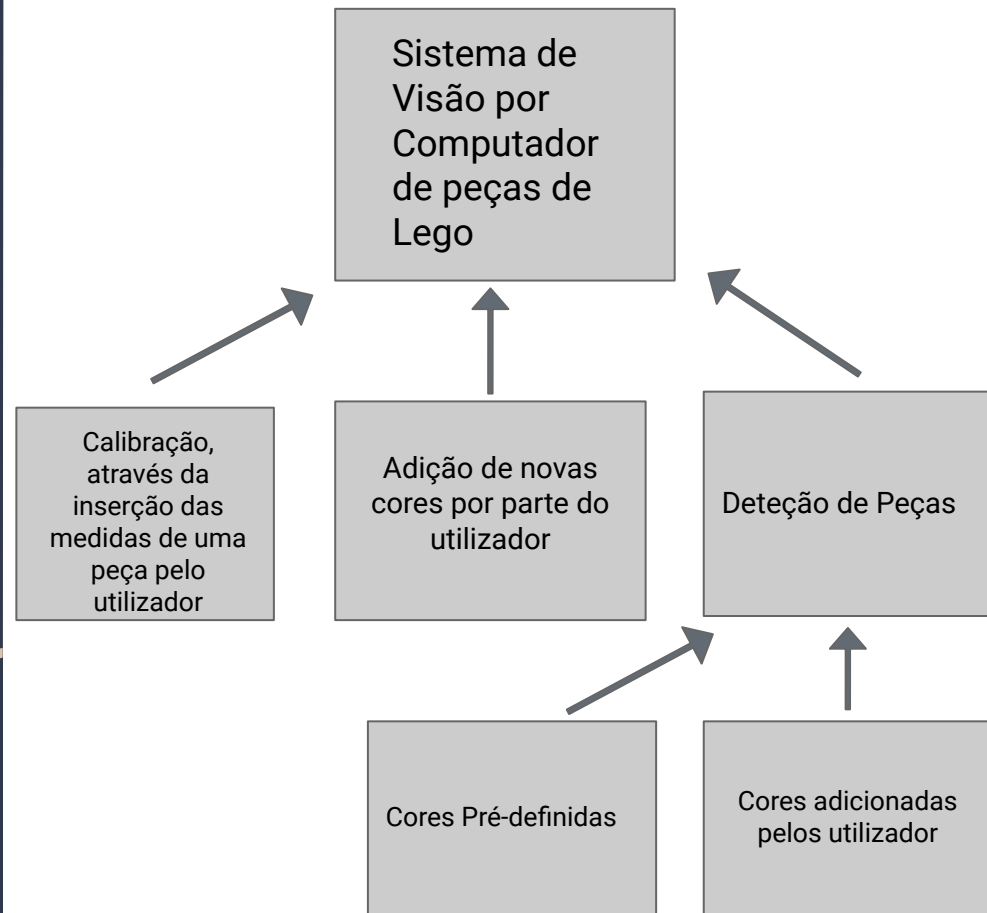 Sistema de
Visão por
Computador
de peças de
Lego
Calibração,
através da
inserção das
medidas de uma
peça pelo
utilizador
Adição de novas
cores por parte do
utilizador
Deteção de Peças
Cores Pré-definidas
Cores adicionadas
pelos utilizador